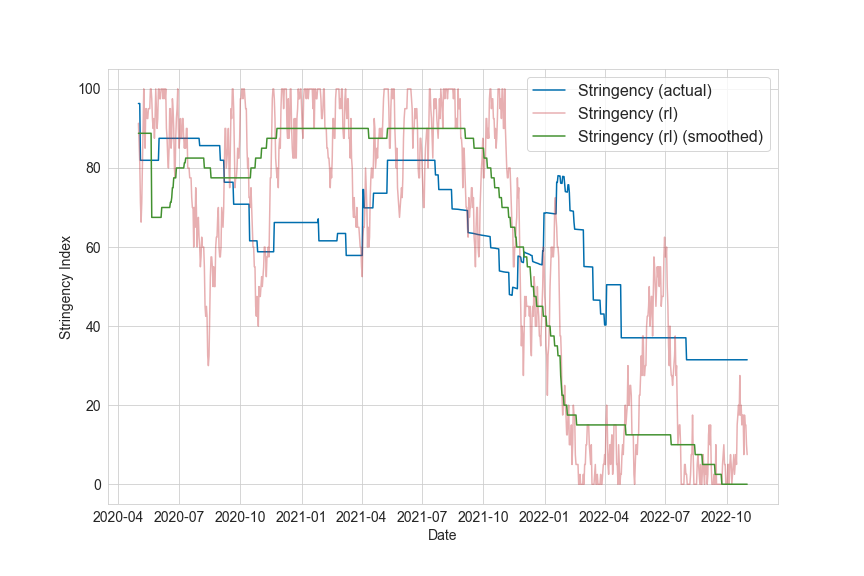 Stringency (actual)
Stringency (rl)
Stringency (rl) (smoothed)
Stringency Index
100
80
60
40
20
0
2020-04 2020-07 2020-10 2021-01 2021-04 2021-07 2021-10 2022-01 2022-04 2022-07 2022-10
Date